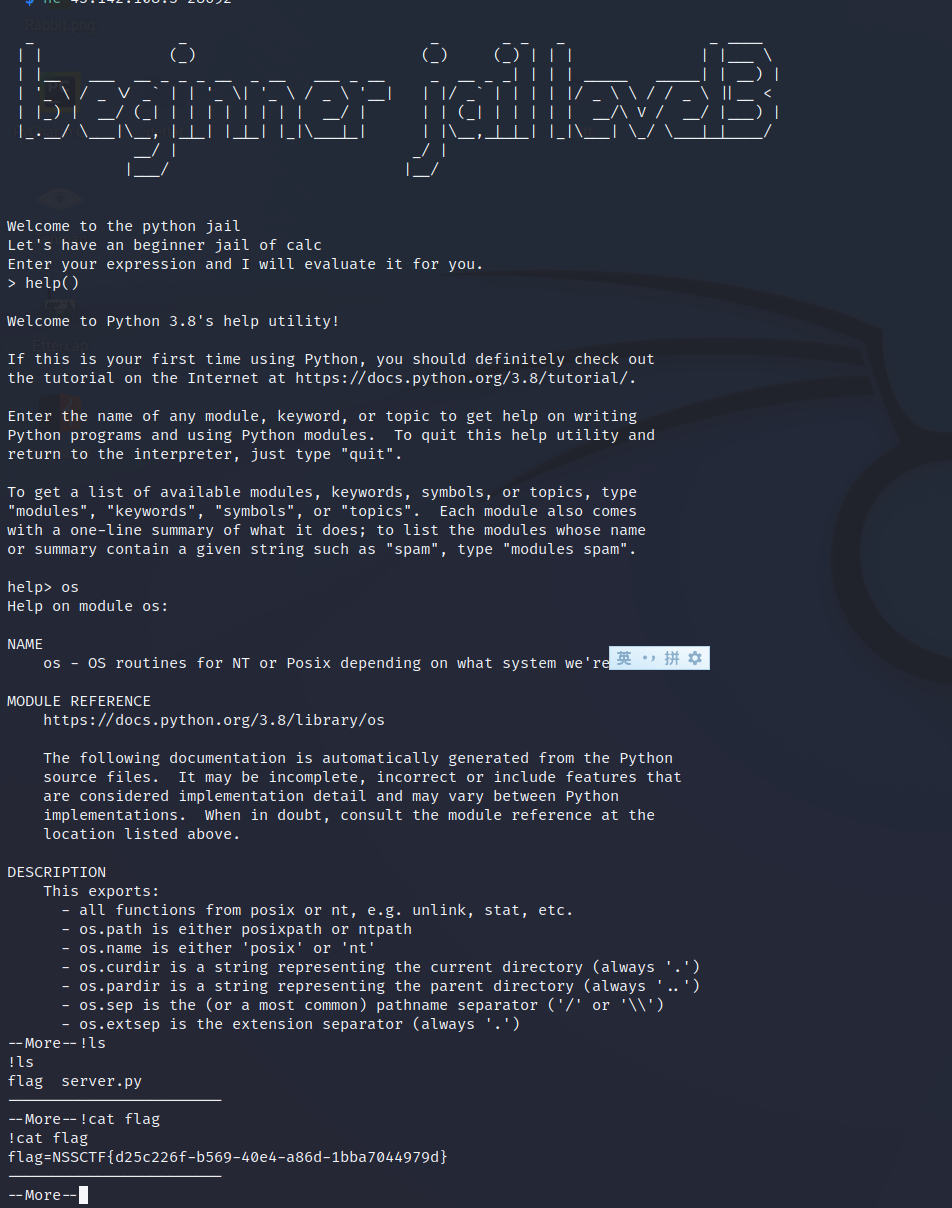 Rabbit.png
beginner jaillevel3
Welcome to the python jail
Let's have an beginner jail of calc
Enter your expression and I will evaluate it for you.
> help()
Welcome to Python 3.8's help utility!
If this is your first time using Python, you should definitely check out
the tutorial on the Internet at https://docs.python.org/3.8/tutorial/.
Enter the name of any module, keyword, or topic to get help on writing
Python programs and using Python modules.  To quit this help utility and
return to the interpreter, just type "quit".
To get a list of available modules, keywords, symbols, or topics, type
"modules", "keywords", "symbols", or "topics".  Each module also comes
with a one-line summary of what it does; to list the modules whose name
or summary contain a given string such as "spam", type "modules spam".
help> os
Help on module os:
NAME
os - OS routines for NT or Posix depending on what system we're
英 拼
MODULE REFERENCE
https://docs.python.org/3.8/library/os
The following documentation is automatically generated from the Python
source files.  It may be incomplete, incorrect or include features that
are considered implementation detail and may vary between Python
implementations.  When in doubt, consult the module reference at the
location listed above.
DESCRIPTION
This exports:
- all functions from posix or nt, e.g. unlink, stat, etc.
- os.path is either posixpath or ntpath
- os.name is either 'posix' or 'nt'
- os.curdir is a string representing the current directory (always '.')
- os.pardir is a string representing the parent directory (always '..')
- os.sep is the (or a most common) pathname separator ('/' or '\\')
- os.extsep is the extension separator (always '.')
--More--!ls
!ls
flag  server.py
------------------------
--More--!cat flag
!cat flag
flag=NSSCTF{d25c226f-b569-40e4-a86d-1bba7044979d}
------------------------
--More--